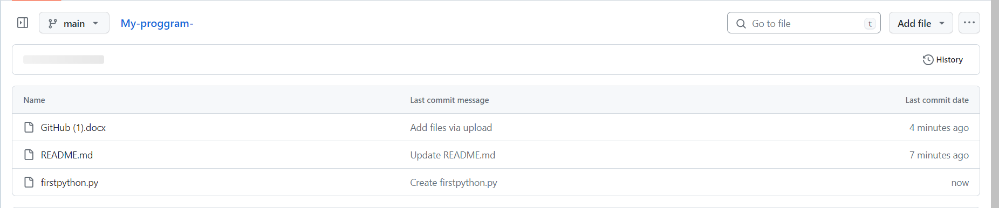 main My-proggram- Go to file t Add file ...
History
Name Last commit message Last commit date
GitHub (1).docx Add files via upload 4 minutes ago
README.md Update README.md 7 minutes ago
firstpython.py Create firstpython.py now